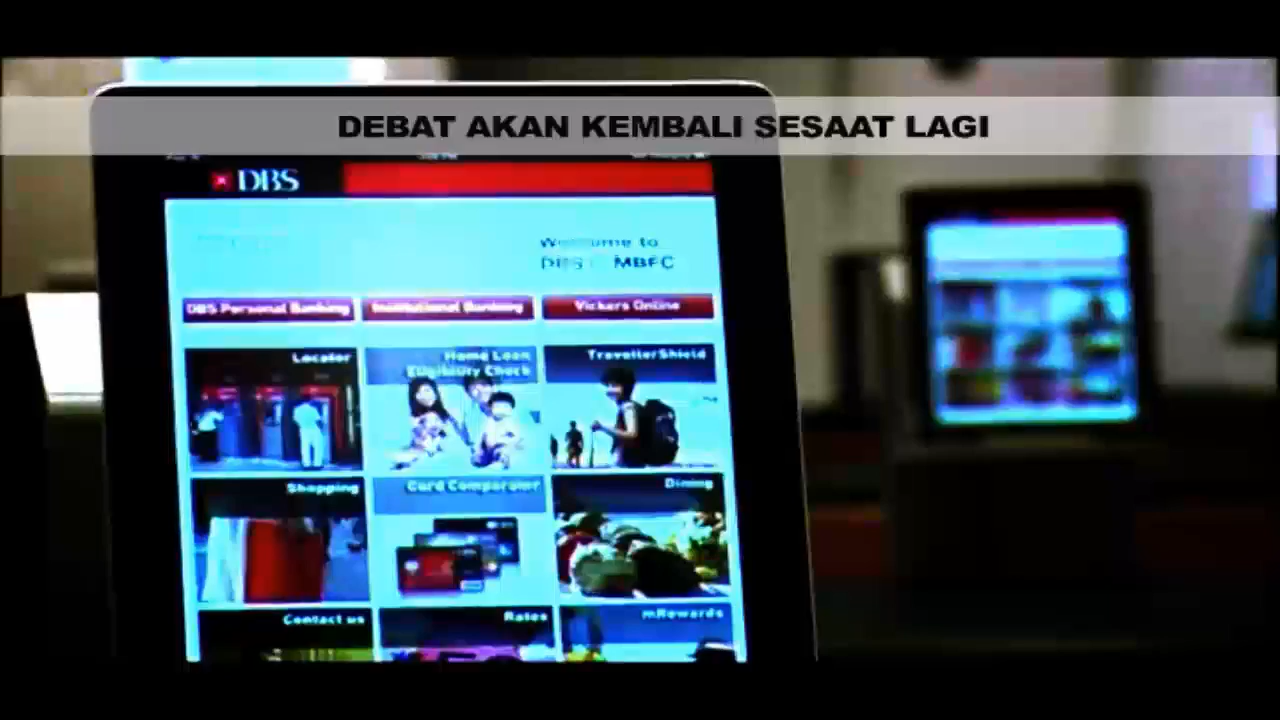 DEBAT AKAN KEMBALI SESAAT LAGI
DBS
Welcome to
DBS @ MBFC
DBS Personal Banking
Institutional Banking
Vickers Online
Locator
Home Loan
Eligibility Check
TravellerShield
Shopping
Card Comparator
Dining
Contact us
Rates
mRewards